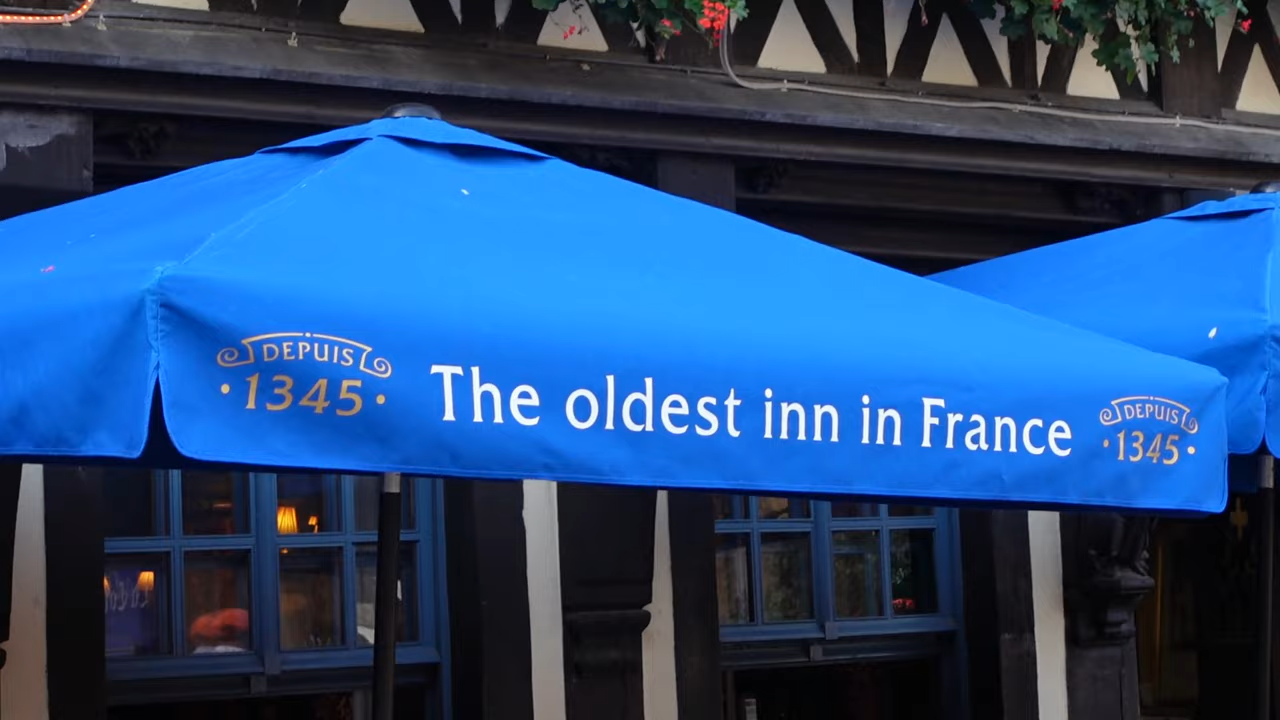 DEPUIS
• 1345 •
The oldest inn in France
DEPUIS
• 1345 •